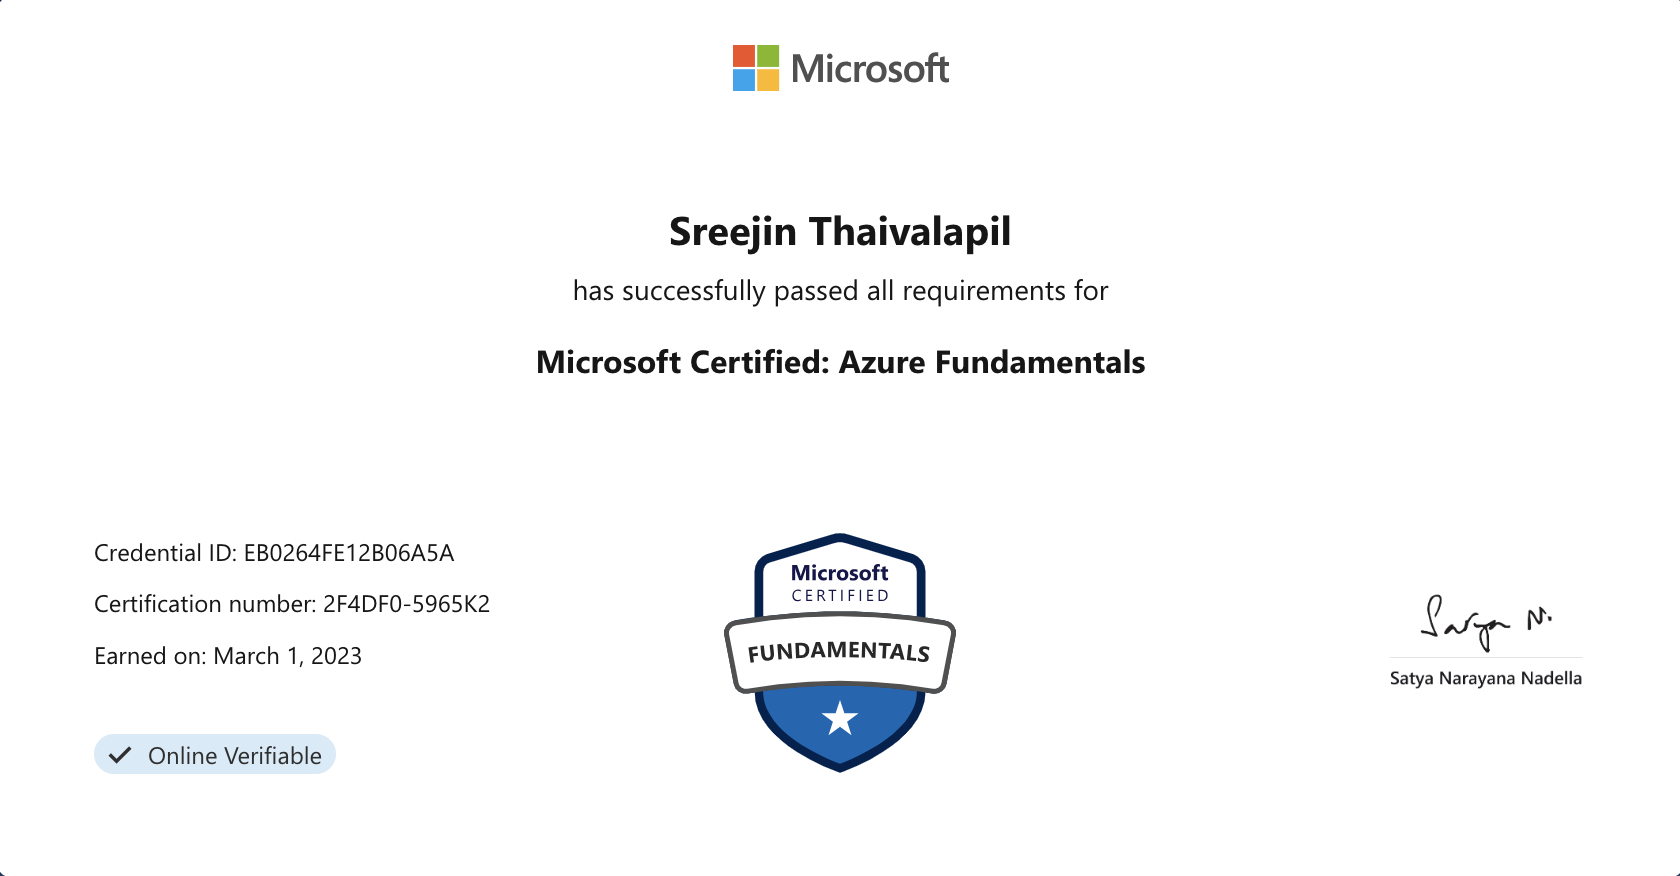 Microsoft
Sreejin Thaivalapil
has successfully passed all requirements for
Microsoft Certified: Azure Fundamentals
Credential ID: EB0264FE12B06A5A
Certification number: 2F4DF0-5965K2
Earned on: March 1, 2023
Online Verifiable
Microsoft
CERTIFIED
FUNDAMENTALS
Satya N.
Satya Narayana Nadella